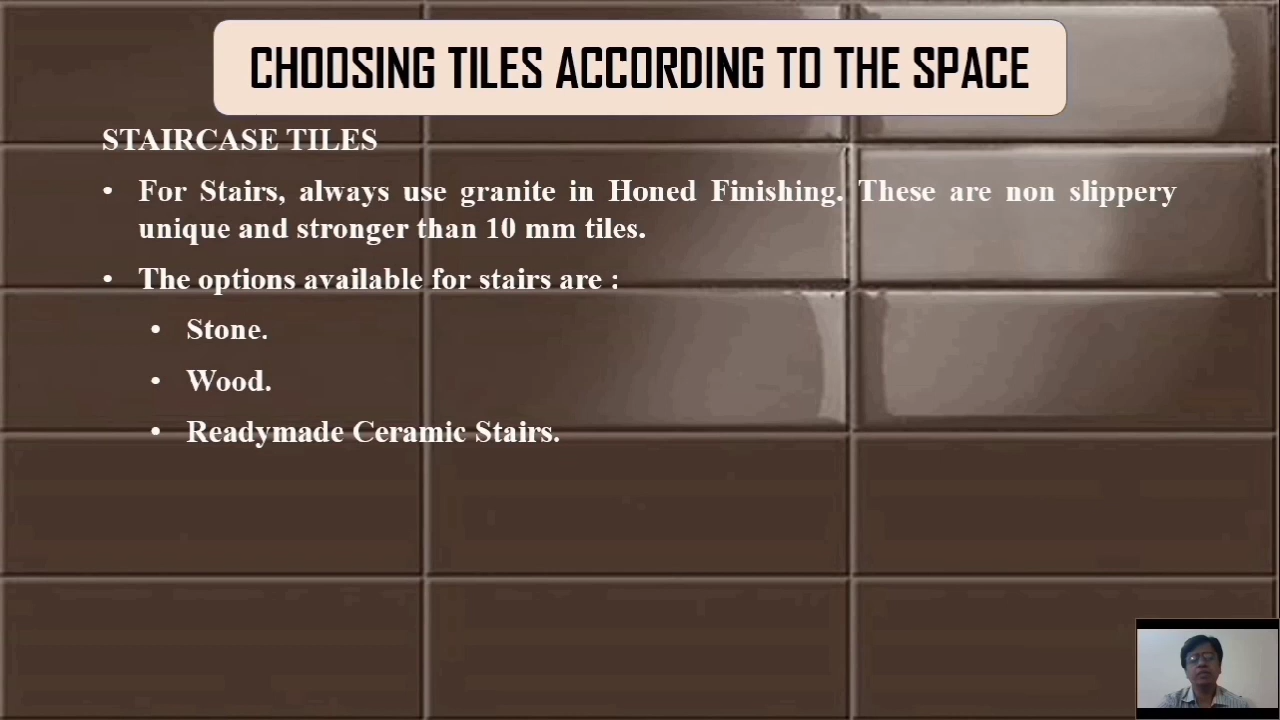 CHOOSING TILES ACCORDING TO THE SPACE
STAIRCASE TILES
• For Stairs, always use granite in Honed Finishing. These are non slippery
unique and stronger than 10 mm tiles.
• The options available for stairs are :
• Stone.
• Wood.
• Readymade Ceramic Stairs.